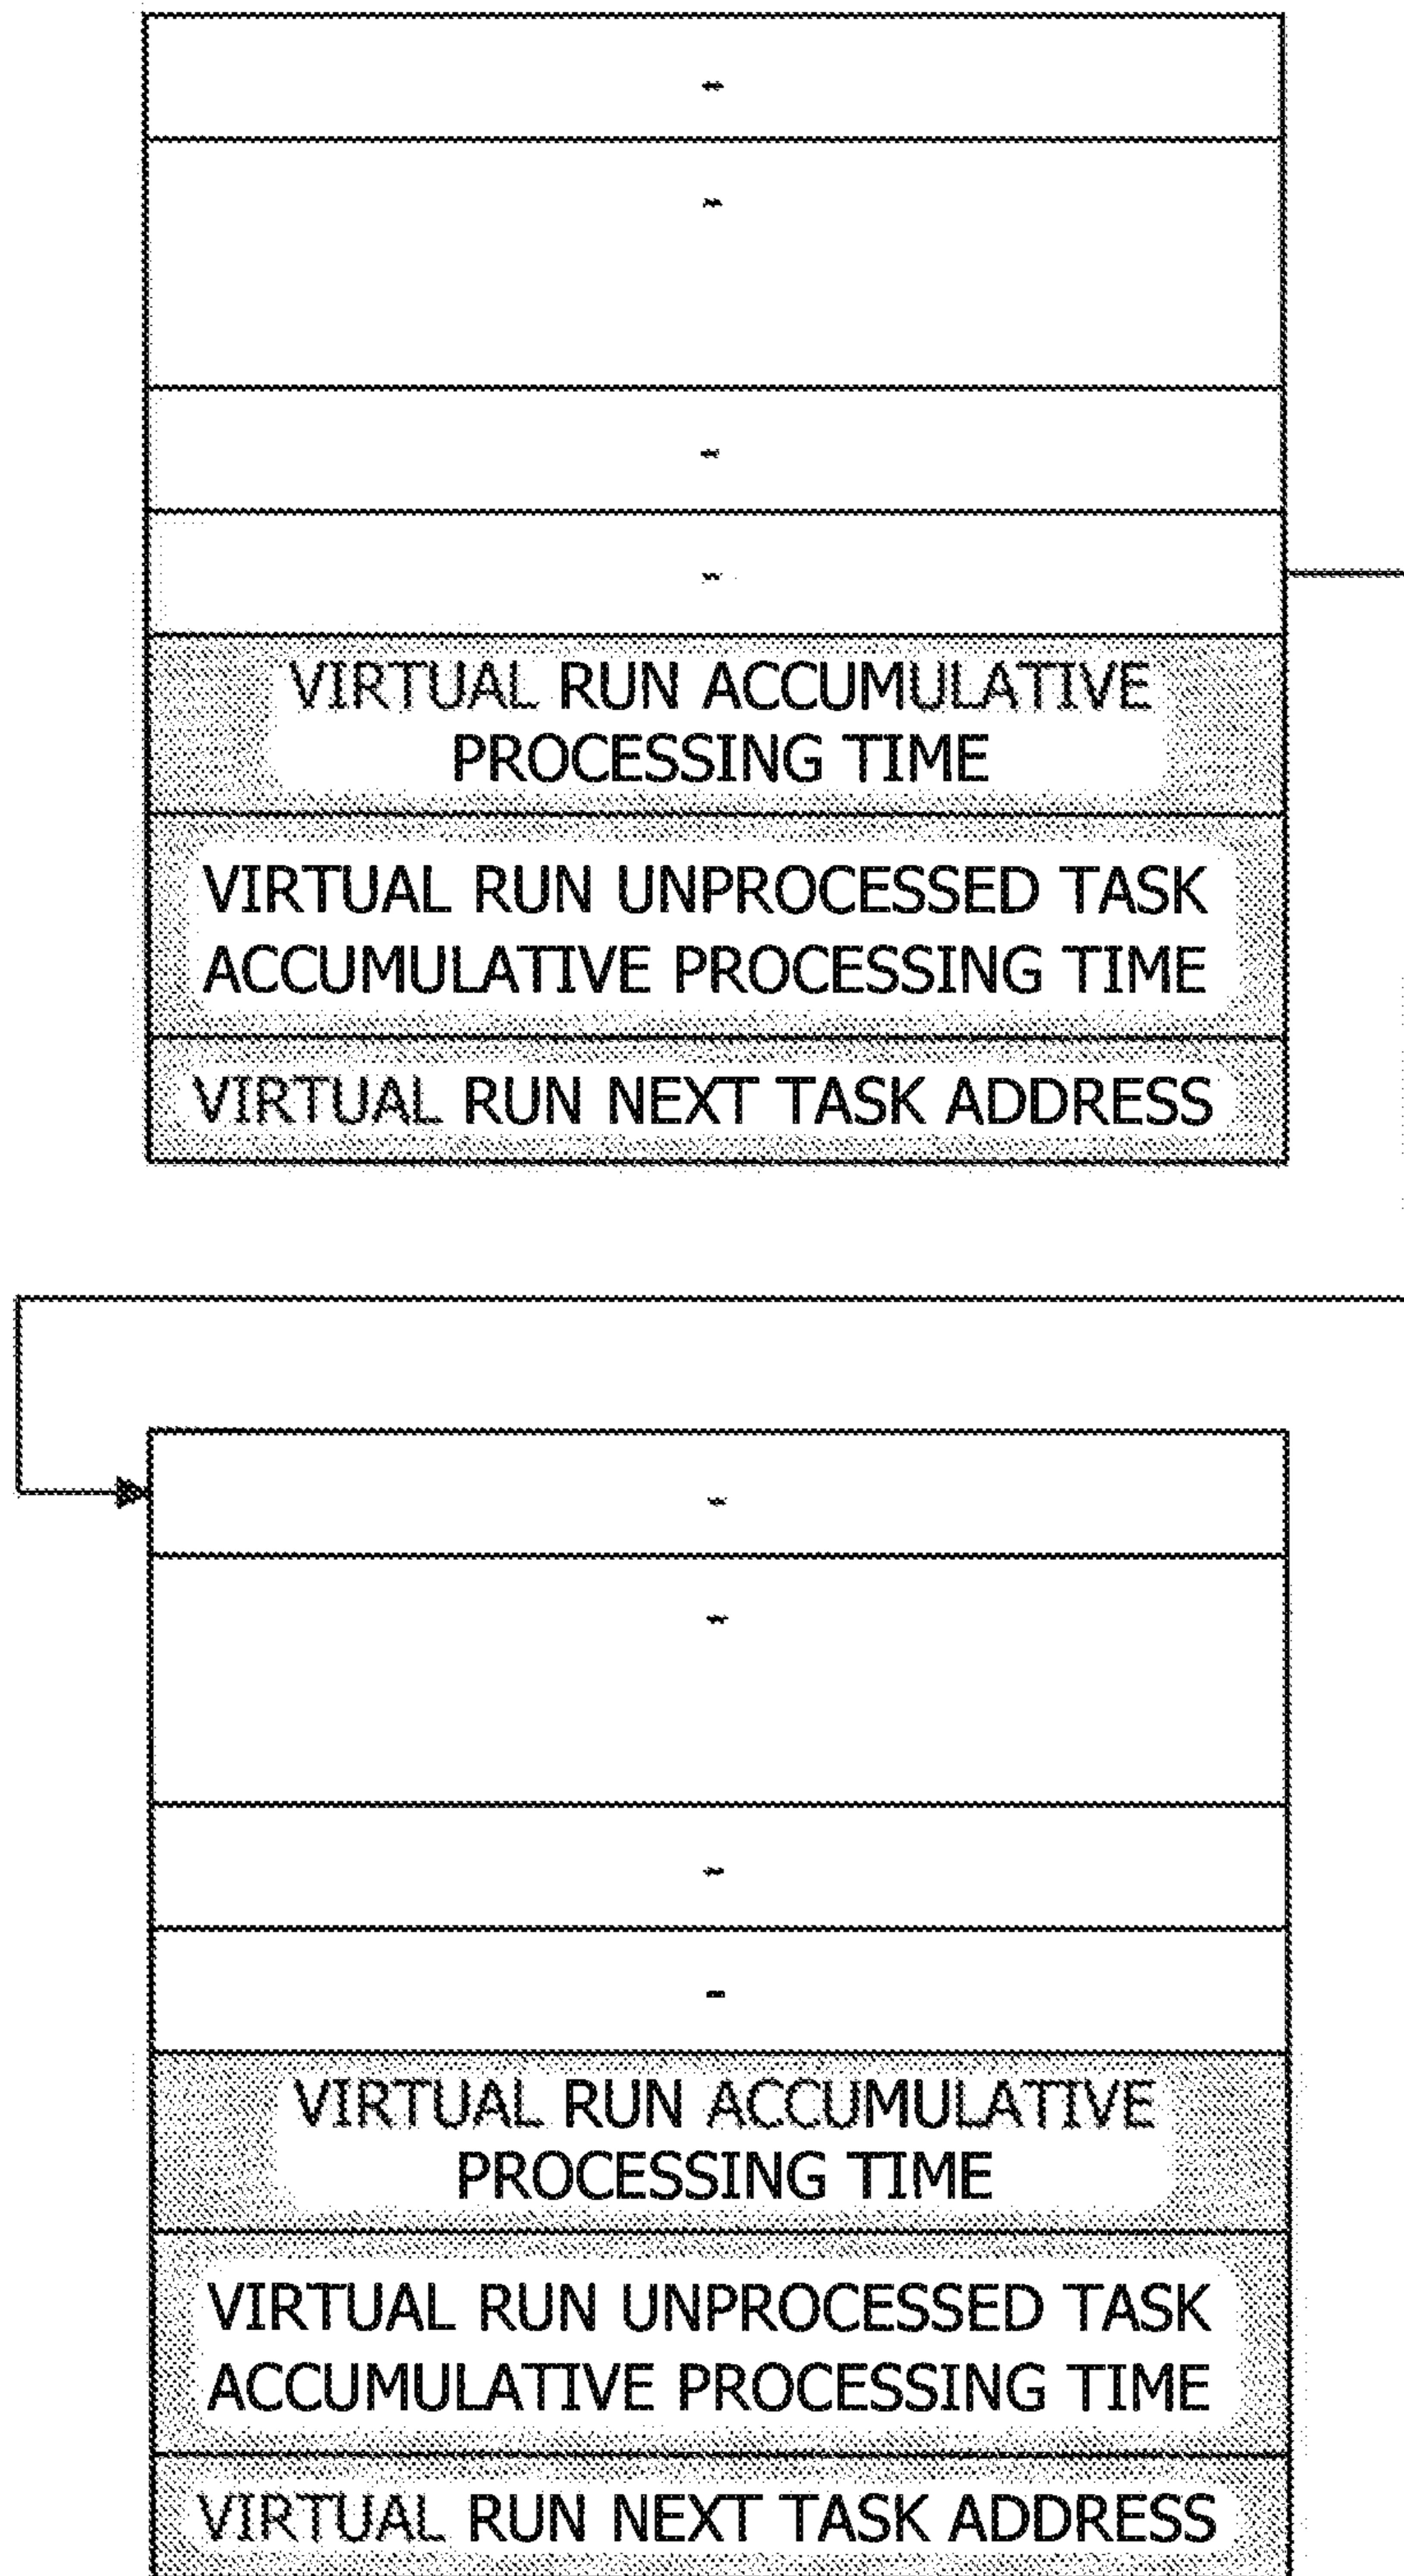 -
-
-
-
VIRTUAL RUN ACCUMULATIVE
PROCESSING TIME
VIRTUAL RUN UNPROCESSED TASK
ACCUMULATIVE PROCESSING TIME
VIRTUAL RUN NEXT TASK ADDRESS
-
-
-
-
VIRTUAL RUN ACCUMULATIVE
PROCESSING TIME
VIRTUAL RUN UNPROCESSED TASK
ACCUMULATIVE PROCESSING TIME
VIRTUAL RUN NEXT TASK ADDRESS